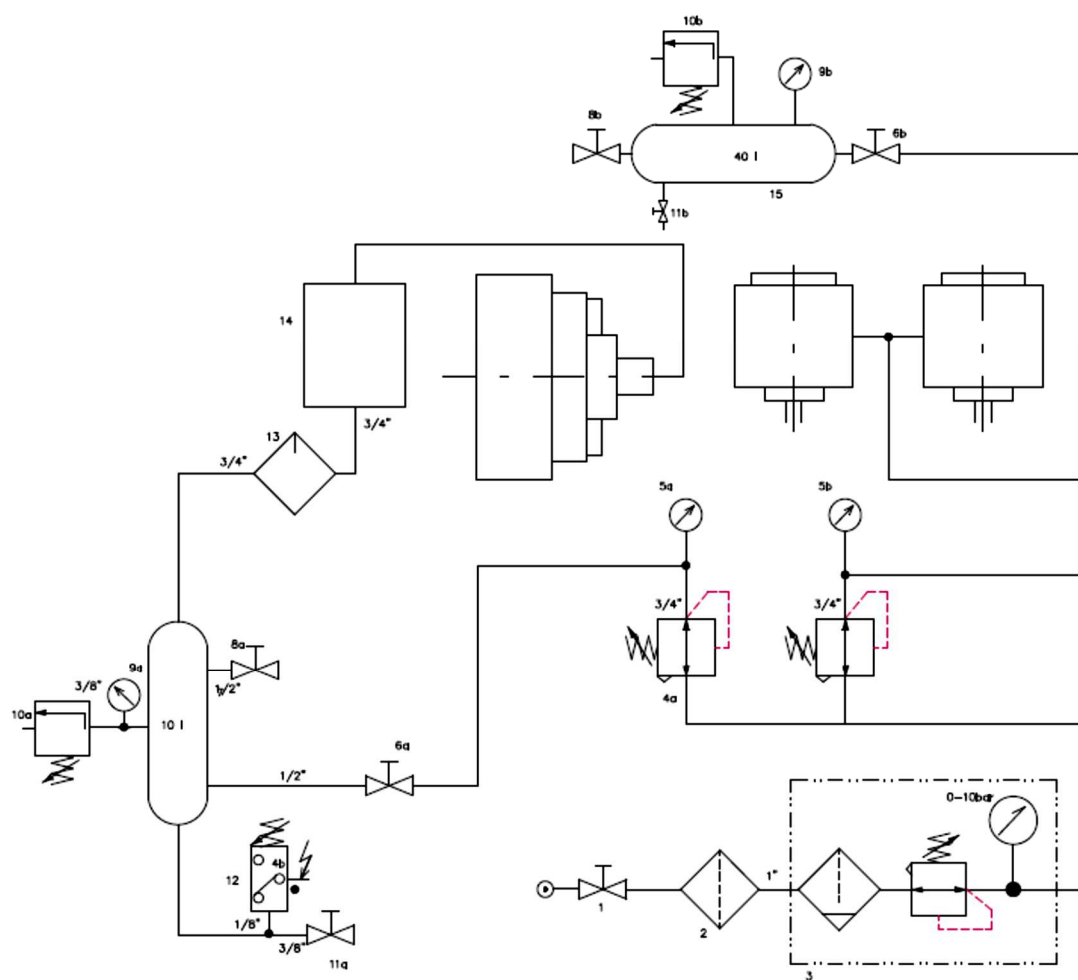 10b
9b
8b
6b
40 l
15
11b
14
3/4"
13
3/4"
5a
5b
3/4"
3/4"
8a
9a
3/8"
1/2"
10a
10 l
4a
6a
1/2"
0-10bar
4b
12
1"
1/8"
3/8"
1
2
11a
3